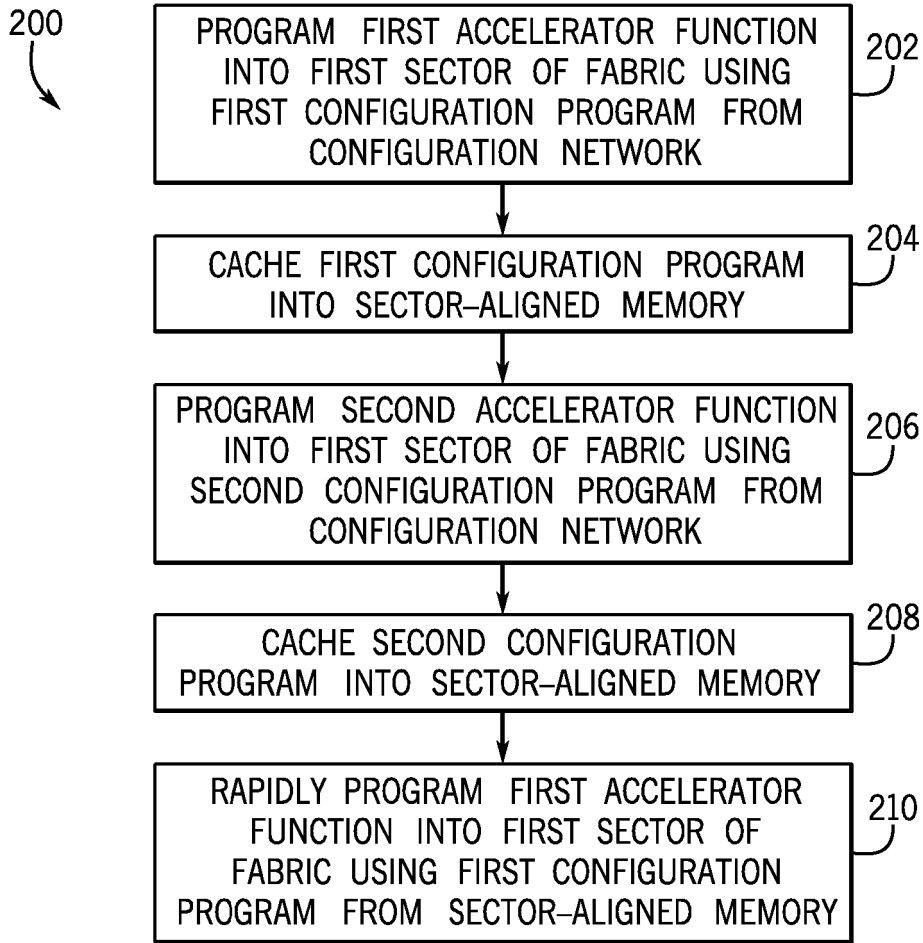 200
PROGRAM FIRST ACCELERATOR FUNCTION
INTO FIRST SECTOR OF FABRIC USING
FIRST CONFIGURATION PROGRAM FROM
CONFIGURATION NETWORK
202
CACHE FIRST CONFIGURATION PROGRAM
INTO SECTOR–ALIGNED MEMORY
204
PROGRAM SECOND ACCELERATOR FUNCTION
INTO FIRST SECTOR OF FABRIC USING
SECOND CONFIGURATION PROGRAM FROM
CONFIGURATION NETWORK
206
CACHE SECOND CONFIGURATION
PROGRAM INTO SECTOR–ALIGNED MEMORY
208
RAPIDLY PROGRAM FIRST ACCELERATOR
FUNCTION INTO FIRST SECTOR OF
FABRIC USING FIRST CONFIGURATION
PROGRAM FROM SECTOR–ALIGNED MEMORY
210